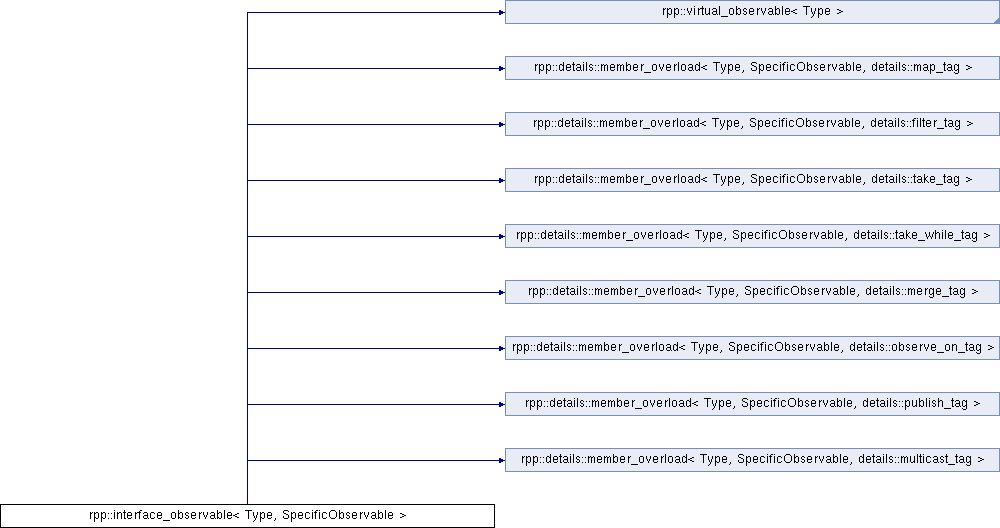 rpp::virtual_observable< Type >
rpp::details::member_overload< Type, SpecificObservable, details::map_tag >
rpp::details::member_overload< Type, SpecificObservable, details::filter_tag >
rpp::details::member_overload< Type, SpecificObservable, details::take_tag >
rpp::details::member_overload< Type, SpecificObservable, details::take_while_tag >
rpp::details::member_overload< Type, SpecificObservable, details::merge_tag >
rpp::details::member_overload< Type, SpecificObservable, details::observe_on_tag >
rpp::details::member_overload< Type, SpecificObservable, details::publish_tag >
rpp::details::member_overload< Type, SpecificObservable, details::multicast_tag >
rpp::interface_observable< Type, SpecificObservable >